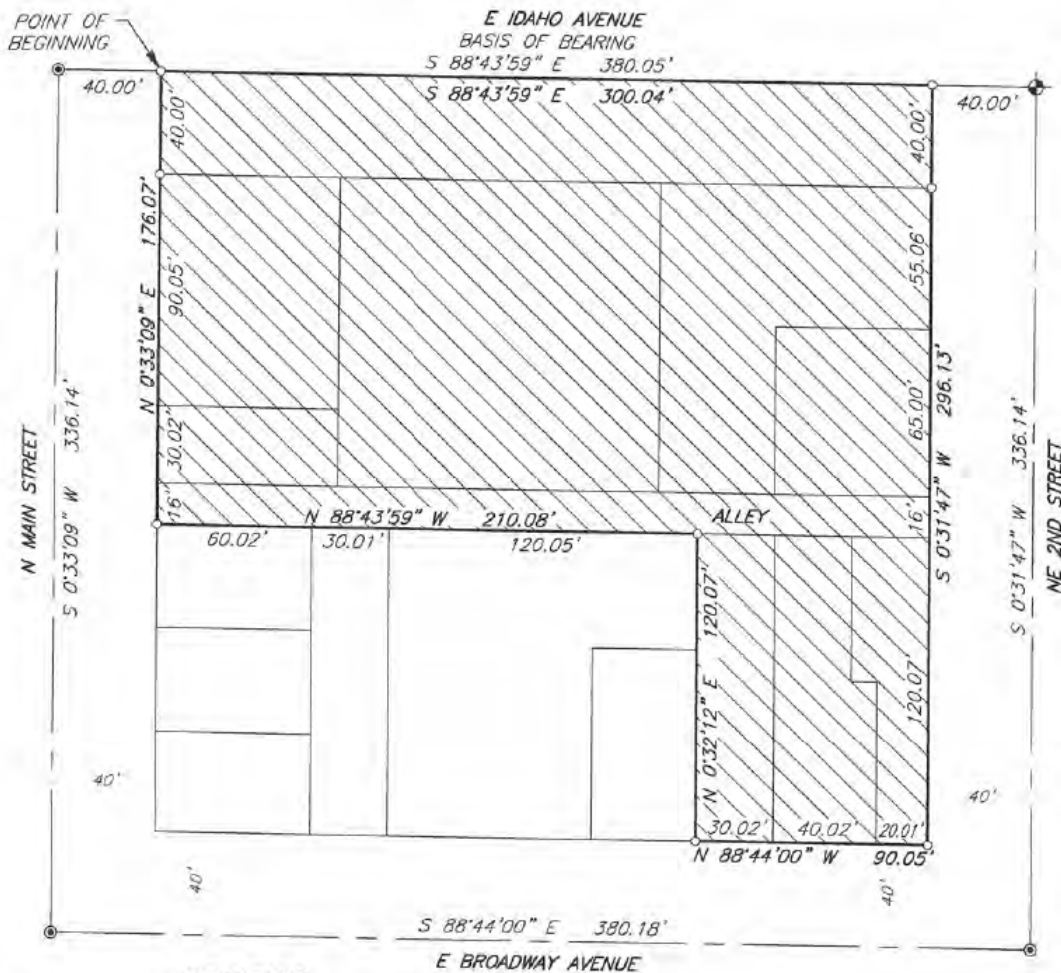 POINT OF
BEGINNING
E IDAHO AVENUE
BASIS OF BEARING
S 88°43'59" E 380.05'
40.00'
S 88°43'59" E 300.04'
40.00'
40.00'
40.00'
N 0°33'09" E 176.07'
90.05'
30.02'
16'
55.06'
65.00'
16'
S 0°31'47" W 296.13'
N MAIN STREET
S 0°33'09" W 336.14'
S 0°31'47" W 336.14'
NE 2ND STREET
N 88°43'59" W 210.08'
ALLEY
60.02'
30.01'
120.05'
N 0°32'12" E 120.07'
120.07'
40'
40'
30.02'
40.02'
20.01'
N 88°44'00" W 90.05'
40'
40'
S 88°44'00" E 380.18'
E BROADWAY AVENUE